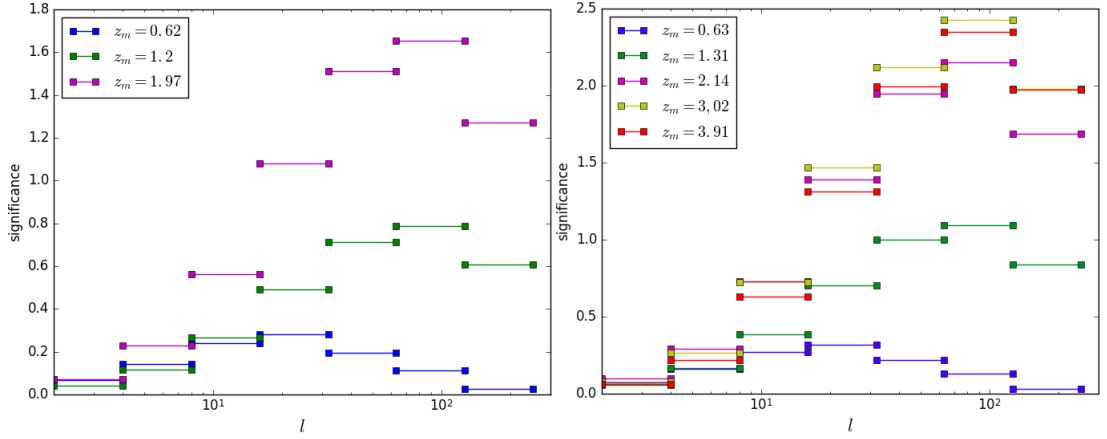 1.8
1.6
1.4
1.2
1.0
0.8
0.6
0.4
0.2
0.0
significance
z_m = 0.62
z_m = 1.2
z_m = 1.97
10^1
10^2
l
2.5
2.0
1.5
1.0
0.5
0.0
significance
z_m = 0.63
z_m = 1.31
z_m = 2.14
z_m = 3,02
z_m = 3.91
10^1
10^2
l